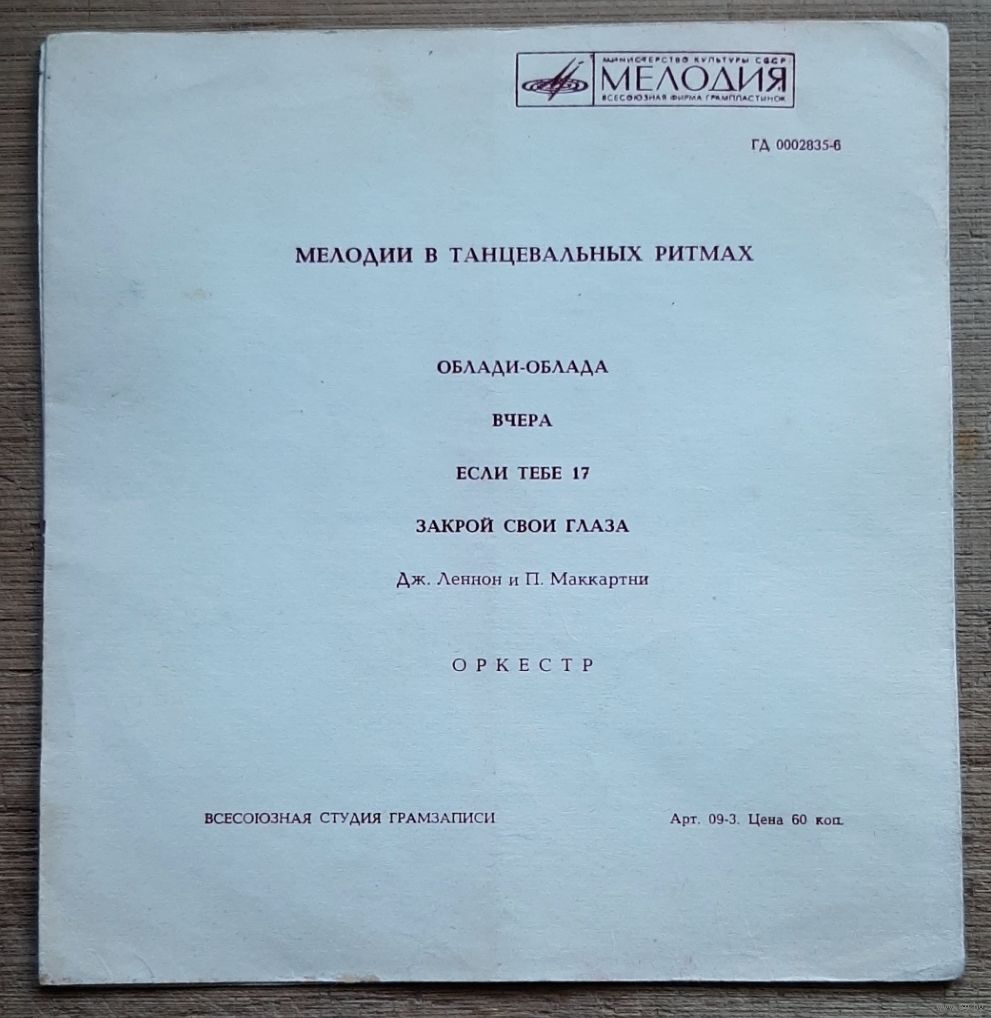 МИНИСТЕРСТВО КУЛЬТУРЫ СССР
МЕЛОДИЯ
ВСЕСОЮЗНАЯ ФИРМА ГРАМПЛАСТИНОК
ГД 0002835-6
МЕЛОДИИ В ТАНЦЕВАЛЬНЫХ РИТМАХ
ОБЛАДИ-ОБЛАДА
ВЧЕРА
ЕСЛИ ТЕБЕ 17
ЗАКРОЙ СВОИ ГЛАЗА
Дж. Леннон и П. Маккартни
ОРКЕСТР
ВСЕСОЮЗНАЯ СТУДИЯ ГРАМЗАПИСИ
Арт. 09-3. Цена 60 коп.